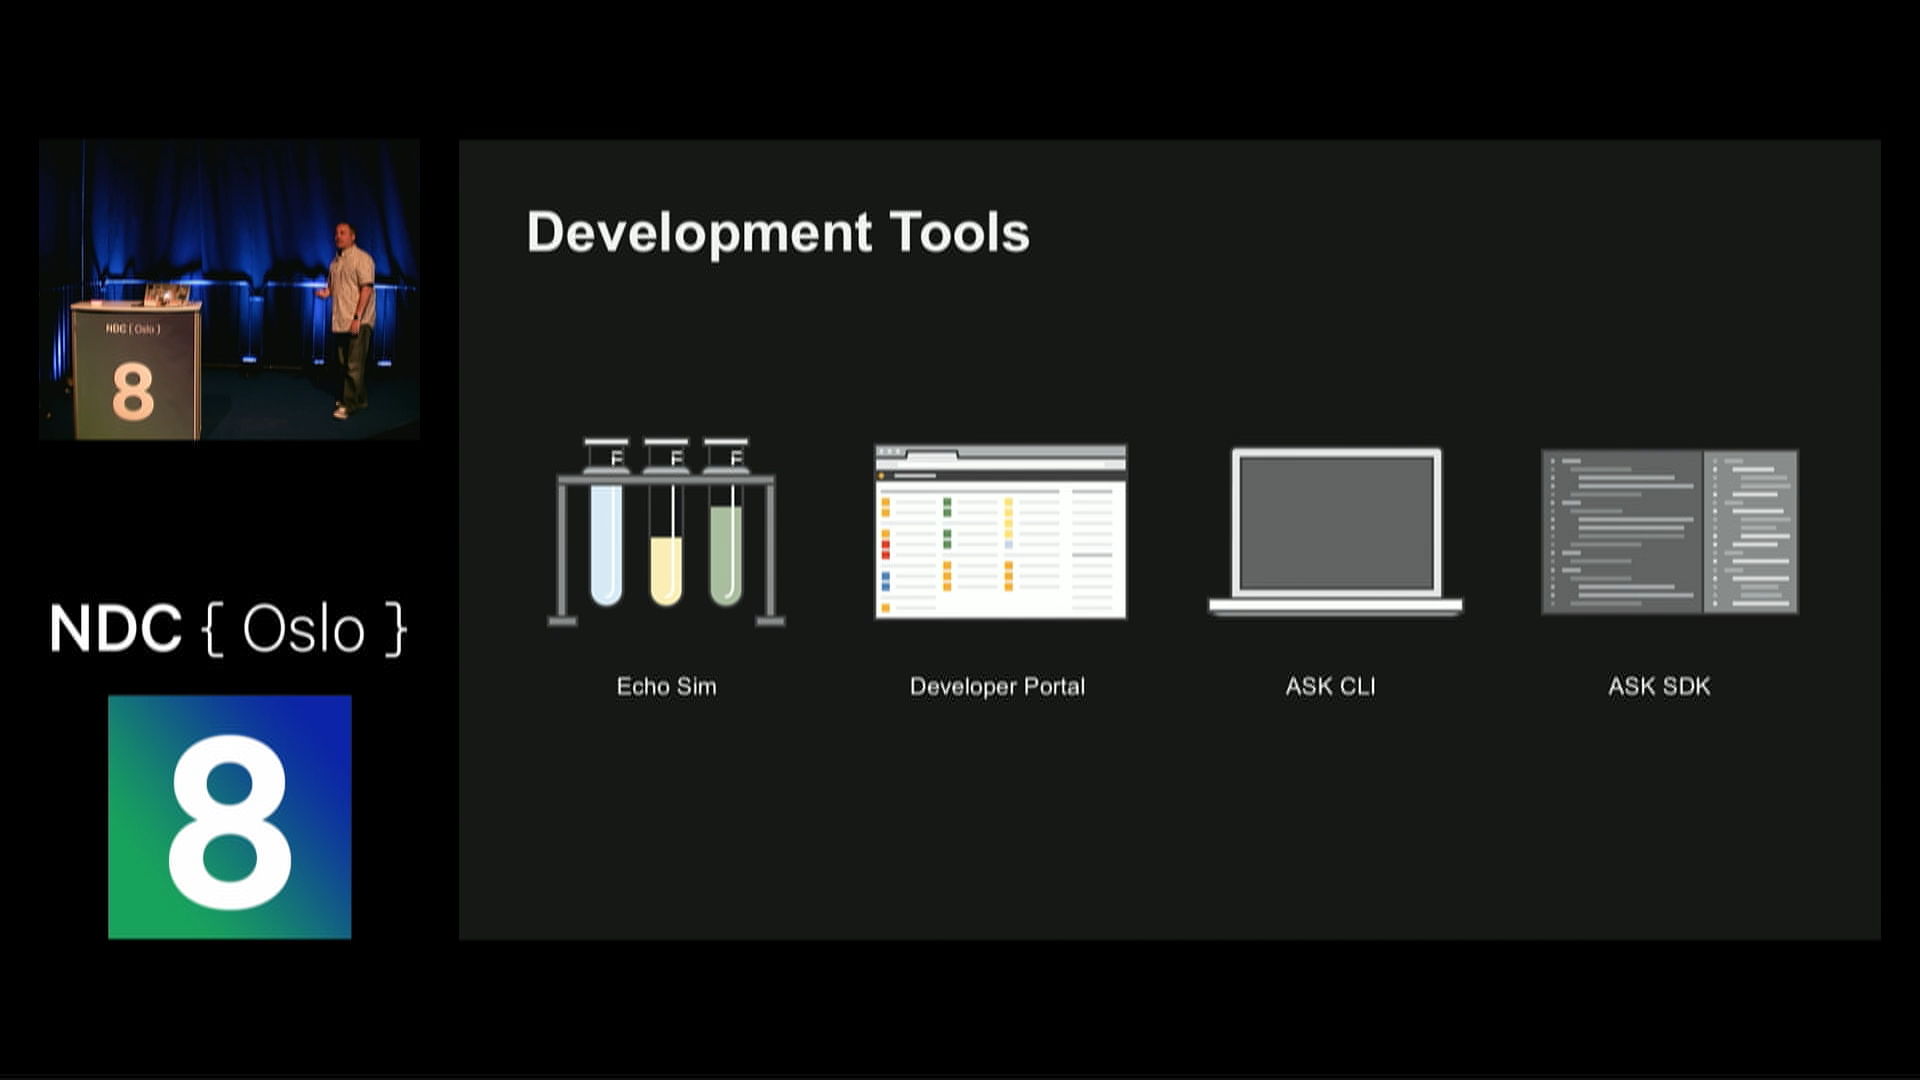 Development Tools
F F F
Echo Sim
Developer Portal
ASK CLI
ASK SDK
NDC { Oslo }
8
NDC { Oslo }
8